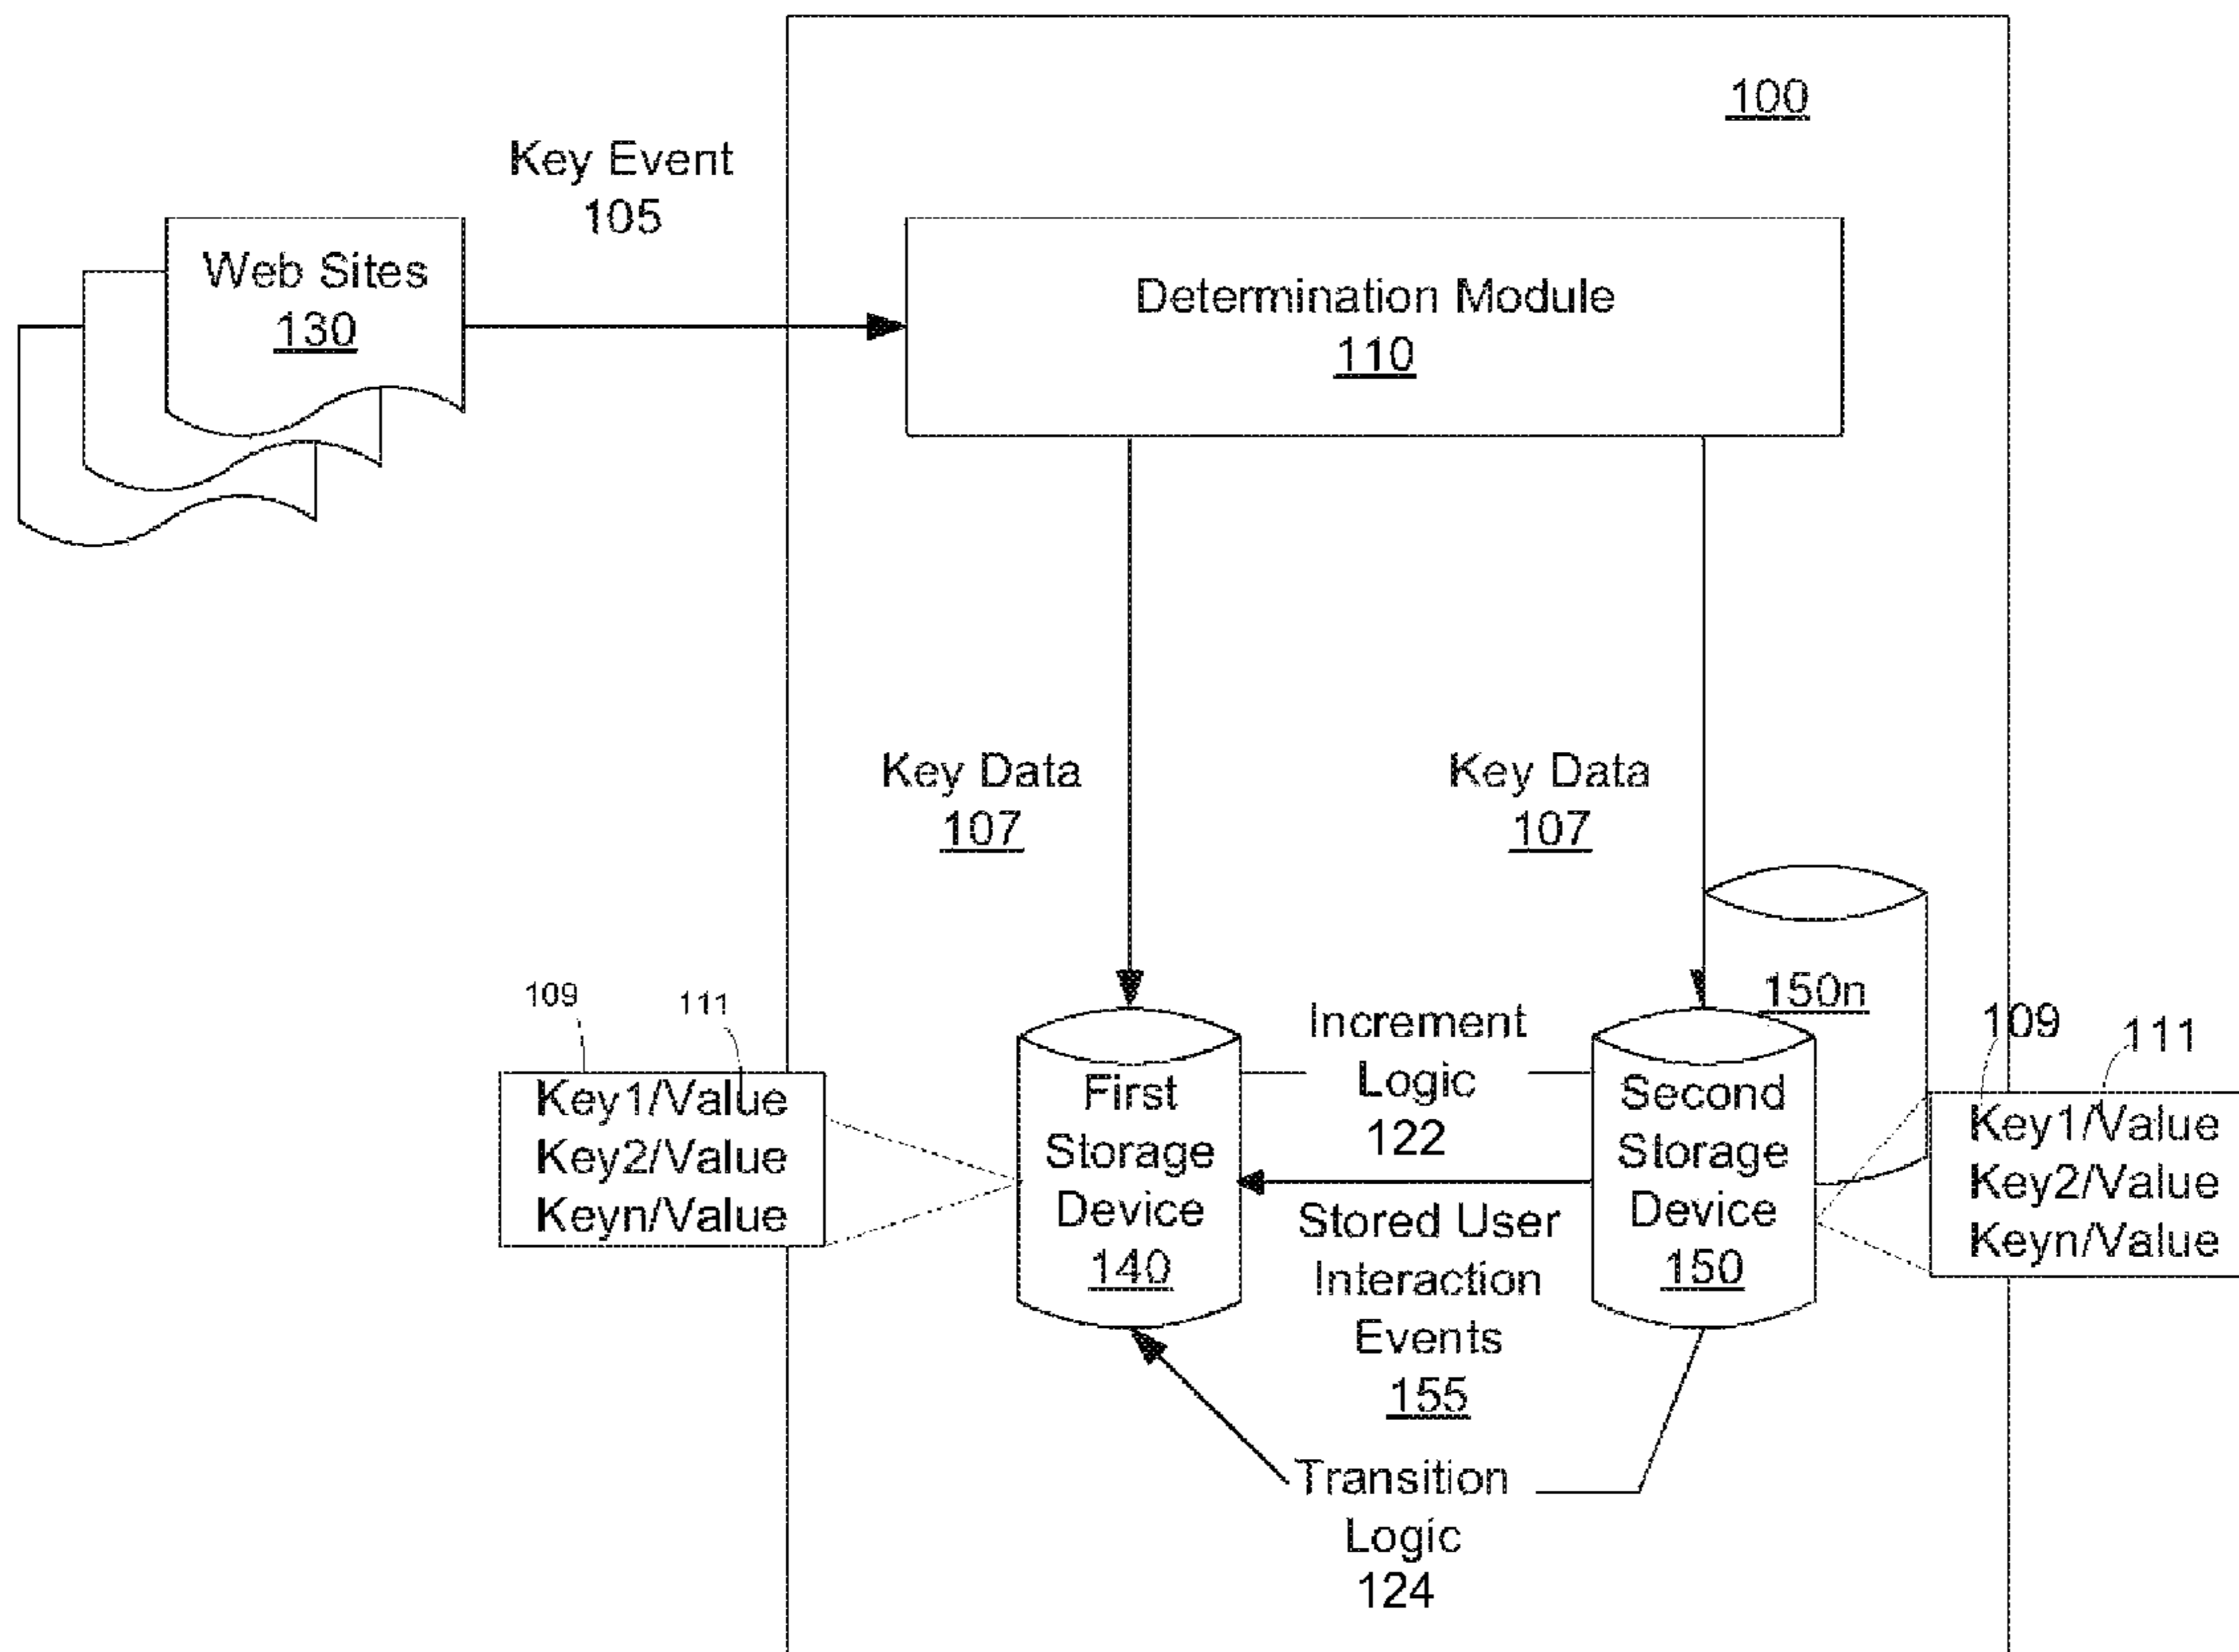 100
Key Event
105
Web Sites
130
Determination Module
110
Key Data
107
Key Data
107
150n
109
111
Key1/Value
Key2/Value
Keyn/Value
First
Storage
Device
140
Increment
Logic
122
Stored User
Interaction
Events
155
Second
Storage
Device
150
109
111
Key1/Value
Key2/Value
Keyn/Value
Transition
Logic
124